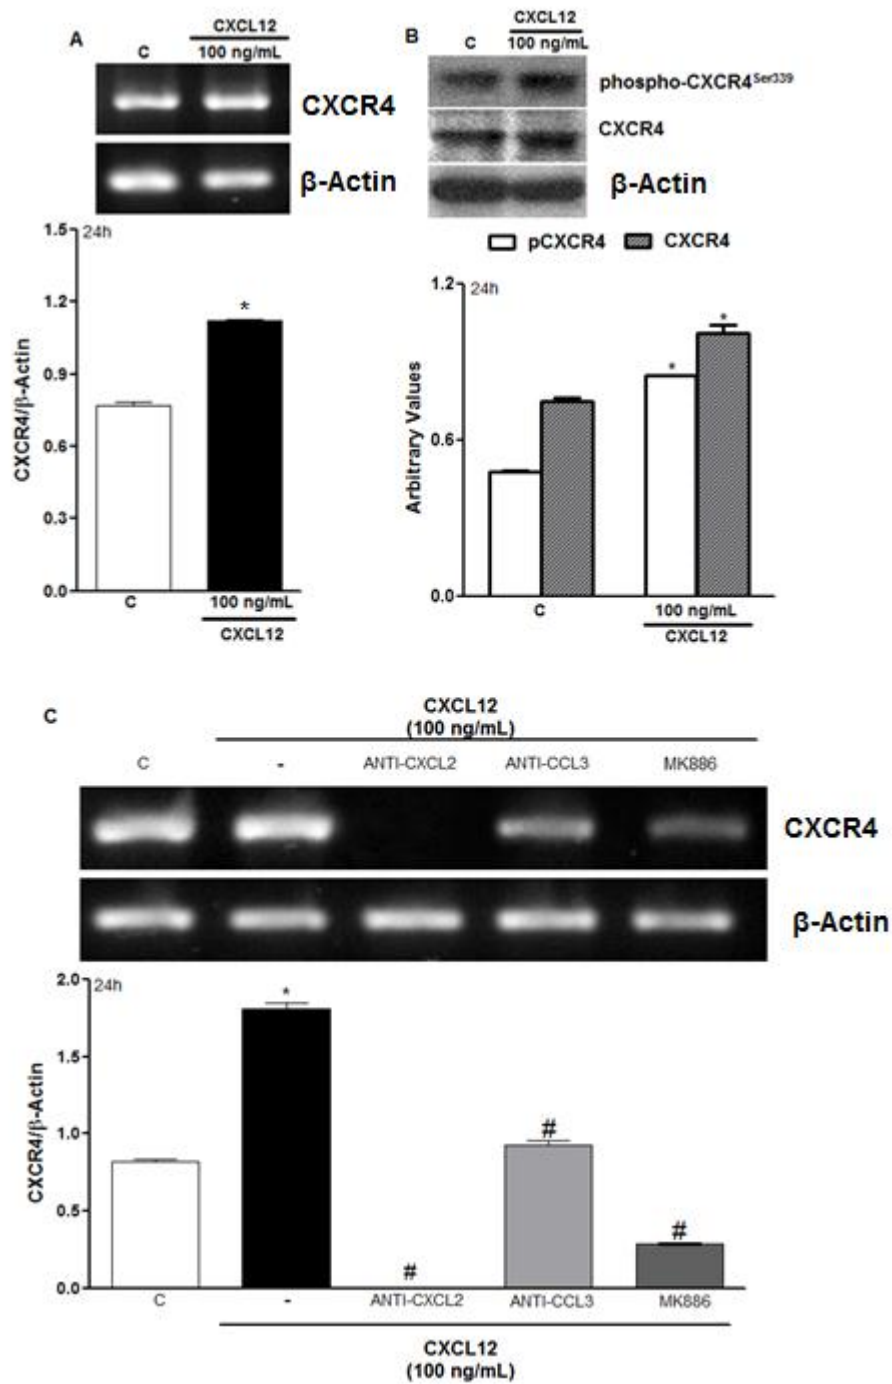 A
CXCL12
C
100 ng/mL
CXCR4
β-Actin
1.5
24h
1.2
*
0.9
0.6
0.3
0.0
CXCR4/β-Actin
C
100 ng/mL
CXCL12
B
CXCL12
C
100 ng/mL
phospho-CXCR4Ser339
CXCR4
β-Actin
pCXCR4
CXCR4
1.2
24h
*
*
0.6
0.0
Arbitrary Values
C
100 ng/mL
CXCL12
C
CXCL12
(100 ng/mL)
C
-
ANTI-CXCL2
ANTI-CCL3
MK886
CXCR4
β-Actin
2.0
24h
*
1.5
1.0
#
0.5
#
#
0.0
CXCR4/β-Actin
C
-
ANTI-CXCL2
ANTI-CCL3
MK886
CXCL12
(100 ng/mL)